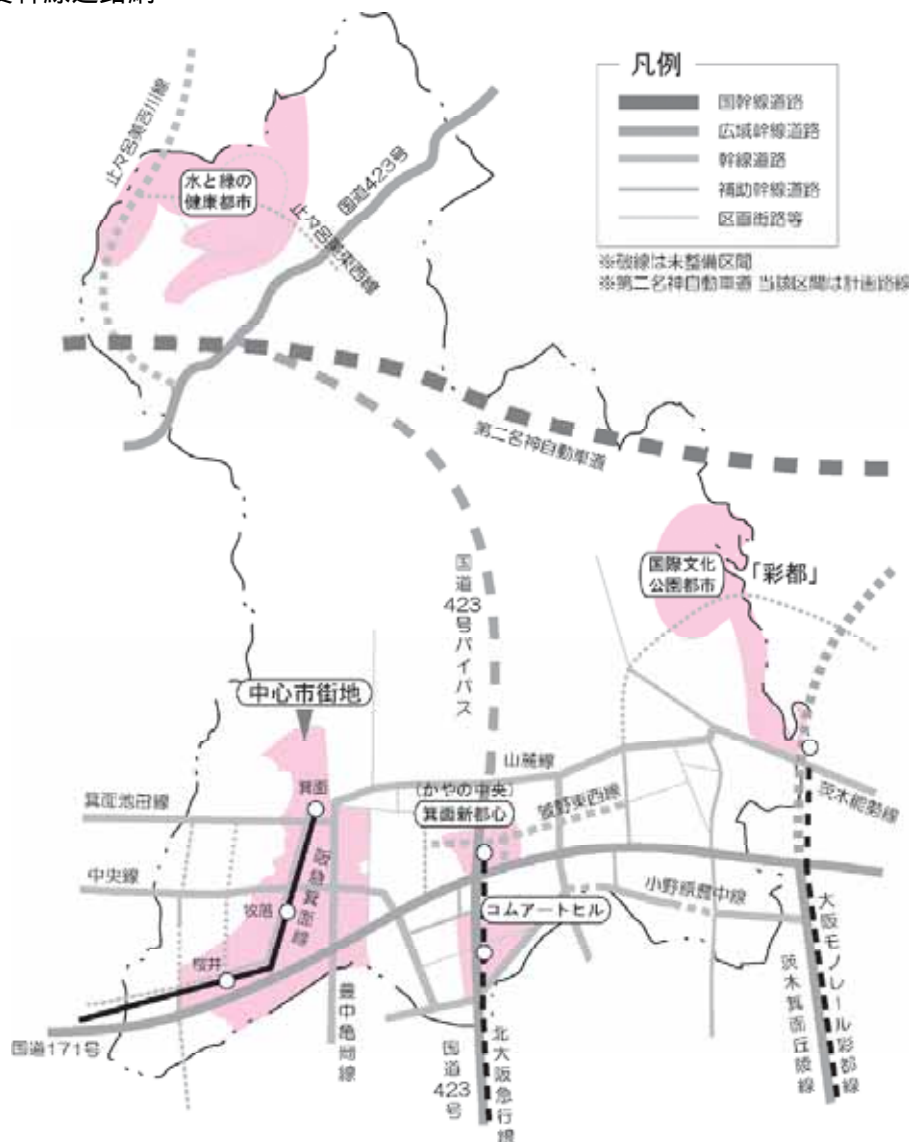 幹線道路網
凡例
国幹線道路
広域幹線道路
幹線道路
補助幹線道路
区画街路等
※破線は未整備区間
※第二名神自動車道 当該区間は計画路線
止々呂美吉川線
水と緑の
健康都市
国道423号
止々呂美東西線
第二名神自動車道
国道423号バイパス
国際文化
公園都市
「彩都」
中心市街地
山麓線
箕面
(かやの中央)
箕面新都心
萱野東西線
箕面池田線
茨木能勢線
中央線
阪急箕面線
牧落
小野原豊中線
コムアートヒル
桜井
国道171号
豊中亀岡線
国道423号
北大阪急行線
茨木箕面丘陵線
大阪モノレール彩都線